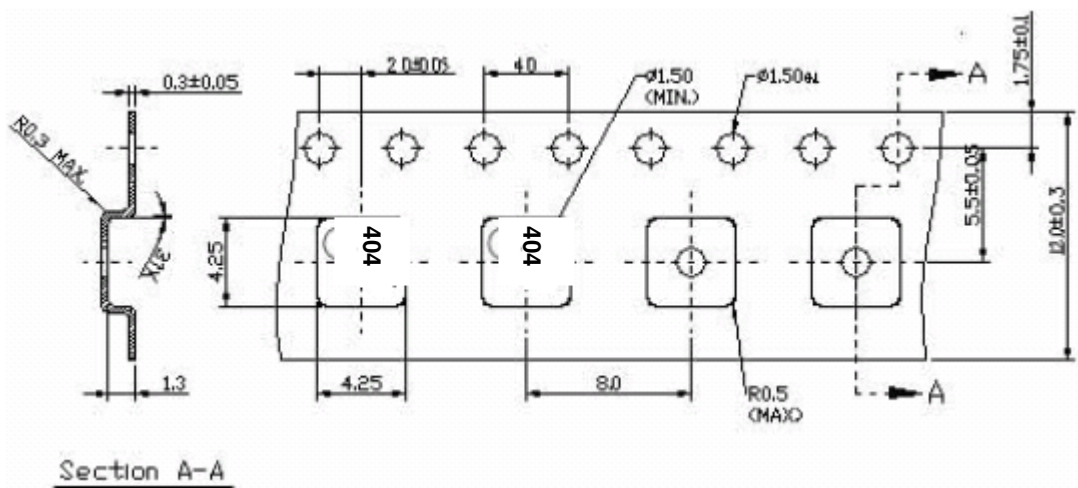 2.0±0.05
4.0
Ø1.50
(MIN.)
Ø1.50
A
1.75±0.1
0.3±0.05
R0.3 MAX.
404
404
4.25
5.5±0.05
12.0±0.3
1.3
4.25
8.0
R0.5
(MAX)
A
Section A-A